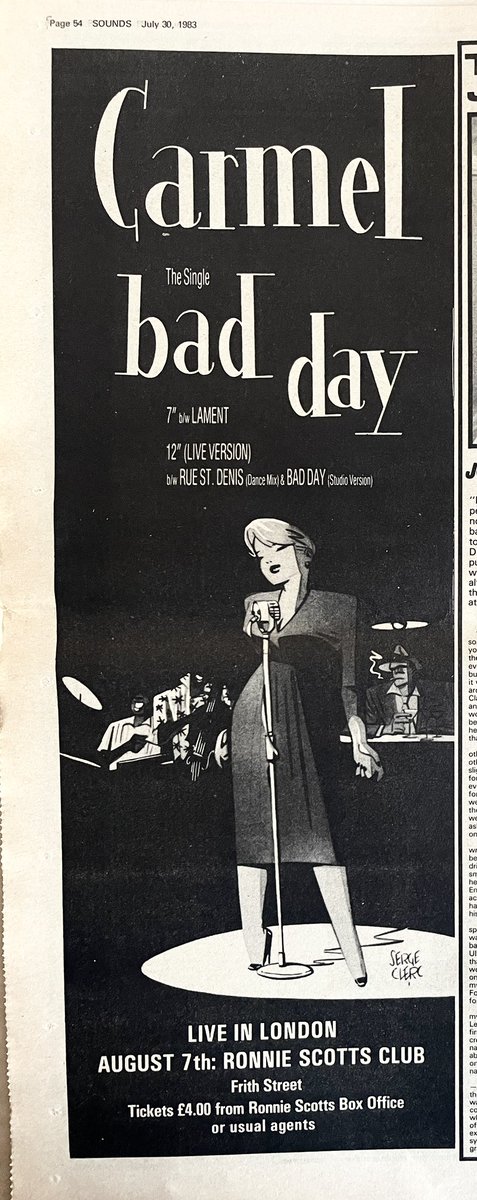 Page 54 SOUNDS July 30, 1983
Carmel
The Single
bad
day
7" b/w LAMENT
12" (LIVE VERSION)
b/w RUE ST. DENIS (Dance Mix) & BAD DAY (Studio Version)
SERGE
CLERC
LIVE IN LONDON
AUGUST 7th: RONNIE SCOTTS CLUB
Frith Street
Tickets £4.00 from Ronnie Scotts Box Office
or usual agents